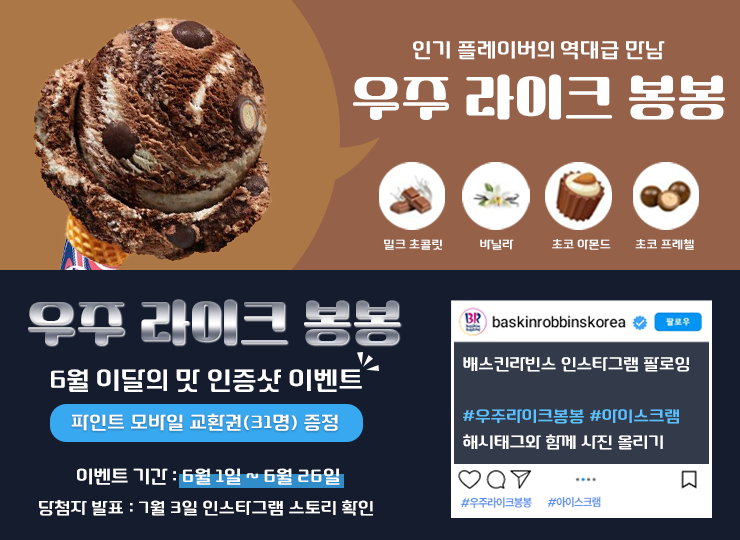 인기 플레이버의 역대급 만남
우주 라이크 봉봉
밀크 초콜릿
바닐라
초코 아몬드
초코 프레첼
우주 라이크 봉봉
6월 이달의 맛 인증샷 이벤트
파인트 모바일 교환권(31명) 증정
이벤트 기간 : 6월 1일 ~ 6월 26일
당첨자 발표 : 7월 3일 인스타그램 스토리 확인
BR
baskinrobbinskorea
팔로우
배스킨라빈스 인스타그램 팔로잉
#우주라이크봉봉 #아이스크램
해시태그와 함께 사진 올리기
#우주라이크봉봉
#아이스크램